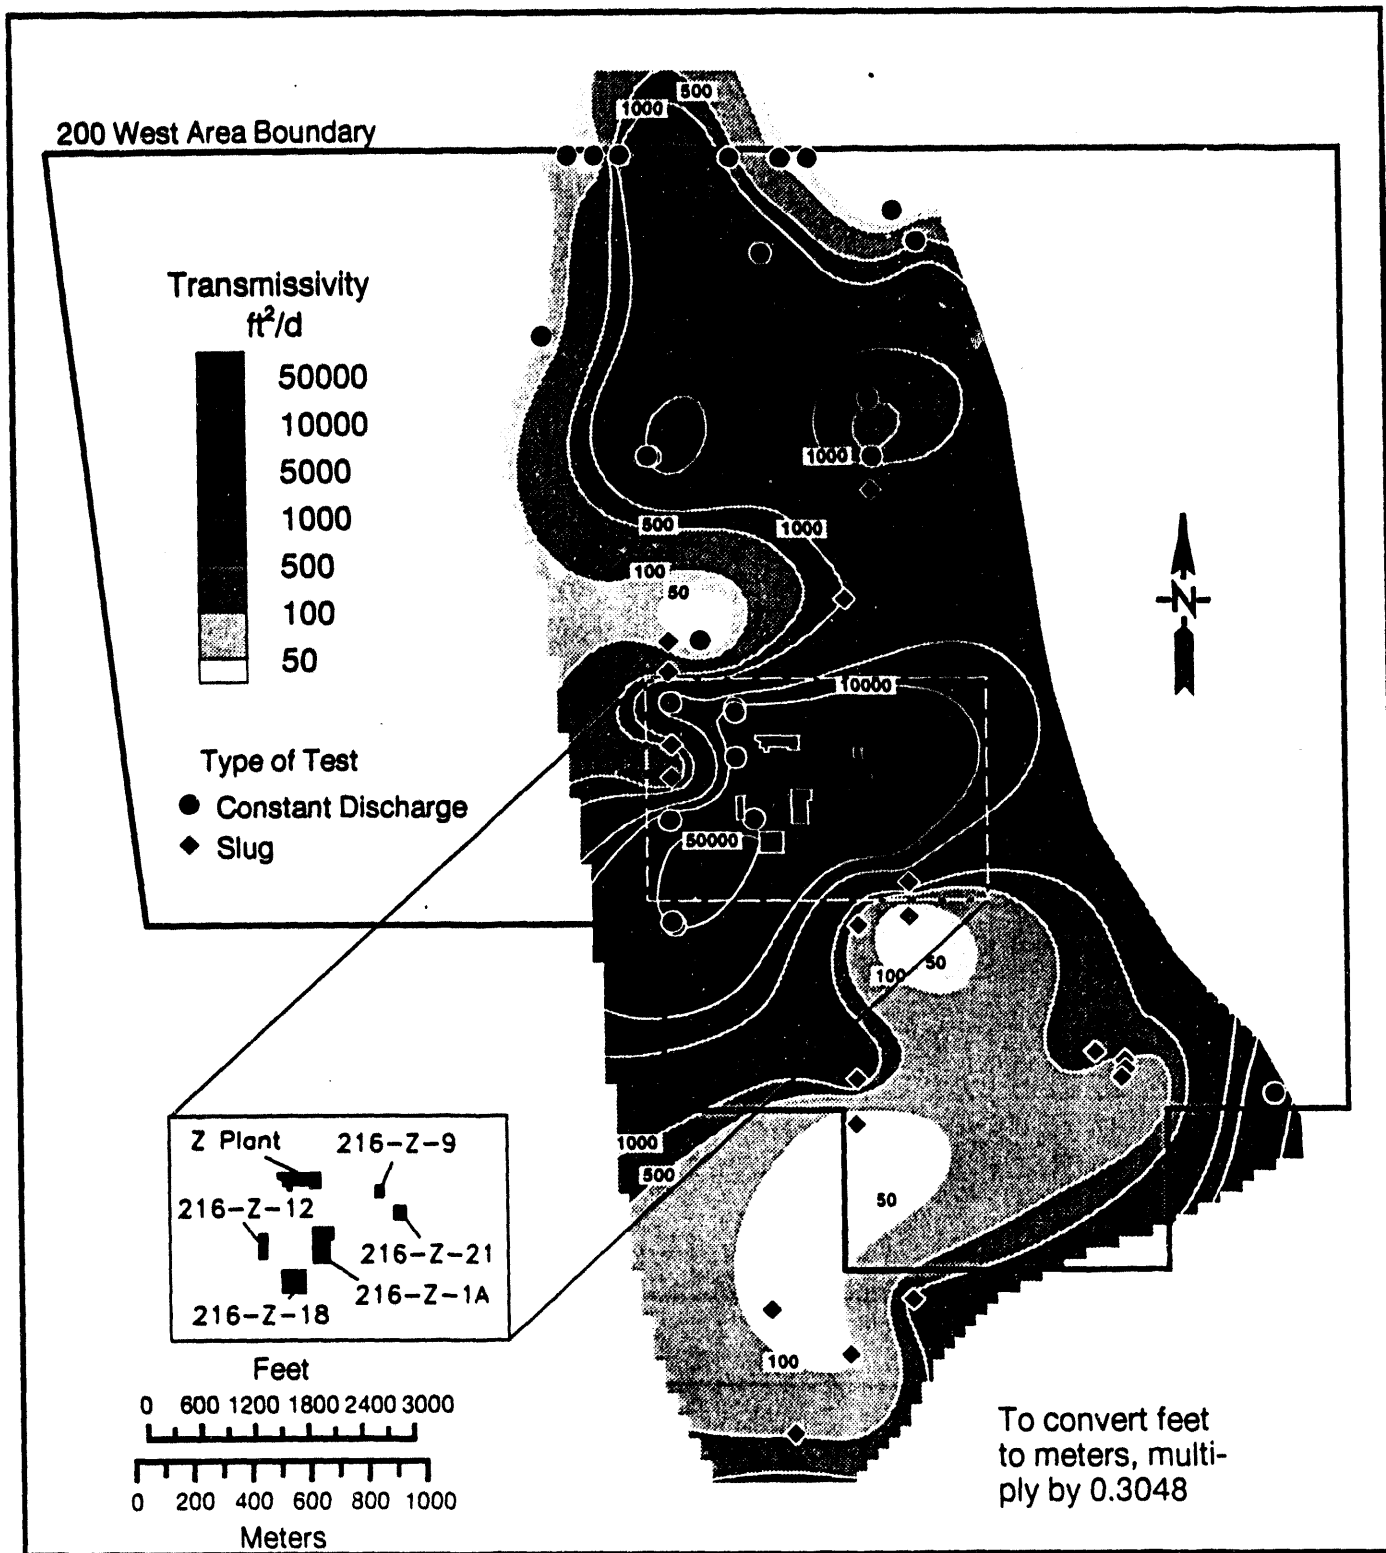 500
1000
200 West Area Boundary
Transmissivity
ft²/d
50000
10000
5000
1000
500
100
50
1000
500
1000
100
50
N
10000
Type of Test
Constant Discharge
Slug
50000
50
100
Z Plant
216-Z-9
216-Z-12
216-Z-21
216-Z-1A
216-Z-18
1000
500
50
100
Feet
0 600 1200 1800 2400 3000
0 200 400 600 800 1000
Meters
To convert feet
to meters, multi-
ply by 0.3048